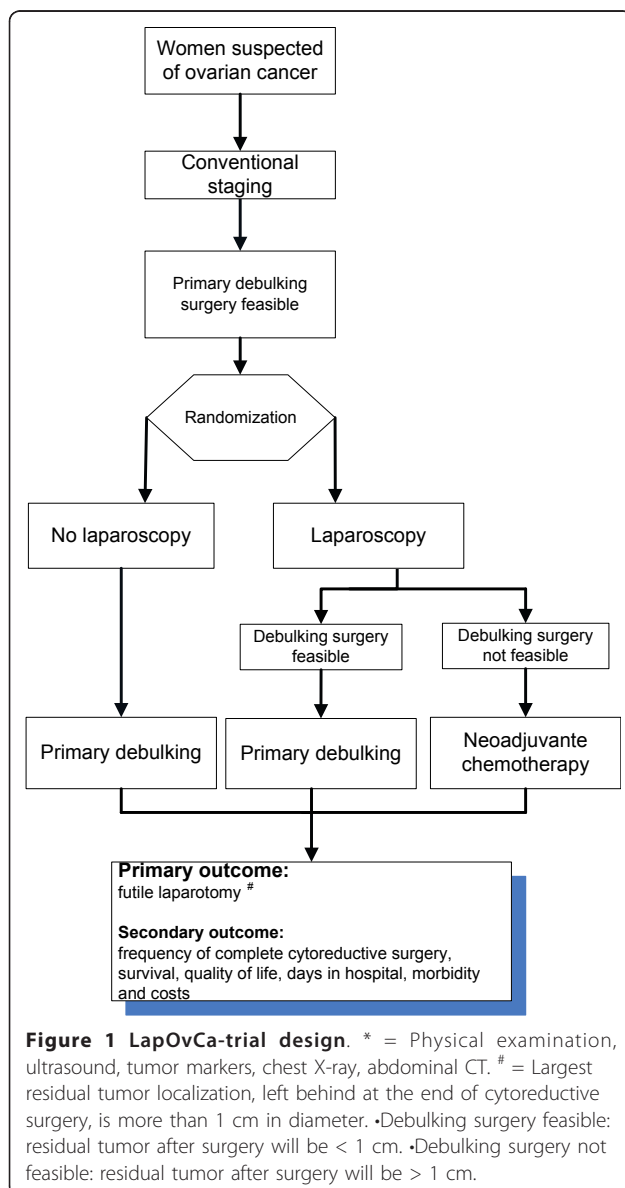 Women suspected
of ovarian cancer
Conventional
staging
Primary debulking
surgery feasible
Randomization
No laparoscopy
Laparoscopy
Debulking surgery
feasible
Debulking surgery
not feasible
Primary debulking
Primary debulking
Neoadjuvante
chemotherapy
Primary outcome:
futile laparotomy #
Secondary outcome:
frequency of complete cytoreductive surgery,
survival, quality of life, days in hospital, morbidity
and costs
Figure 1 LapOvCa-trial design. * = Physical examination,
ultrasound, tumor markers, chest X-ray, abdominal CT. # = Largest
residual tumor localization, left behind at the end of cytoreductive
surgery, is more than 1 cm in diameter. •Debulking surgery feasible:
residual tumor after surgery will be < 1 cm. •Debulking surgery not
feasible: residual tumor after surgery will be > 1 cm.